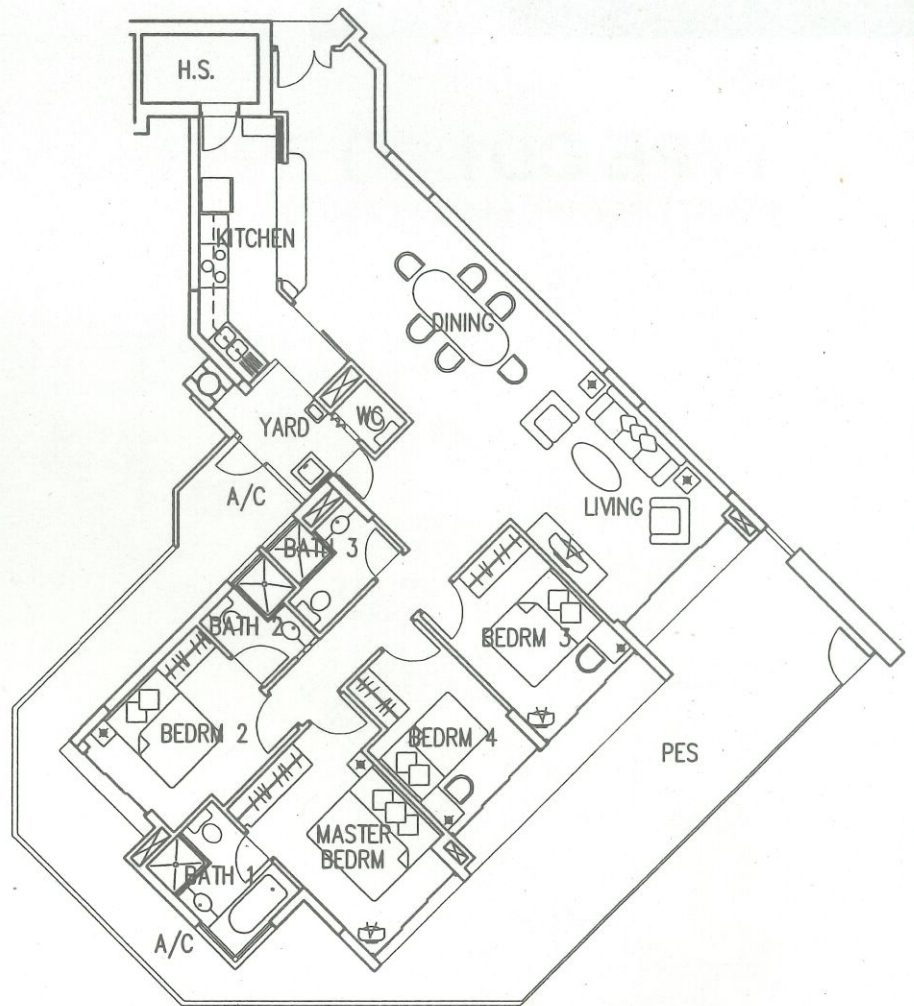 H.S.
KITCHEN
DINING
WC
YARD
A/C
LIVING
BATH 3
BATH 2
BEDRM 3
BEDRM 2
BEDRM 4
PES
MASTER
BEDRM
BATH 1
A/C